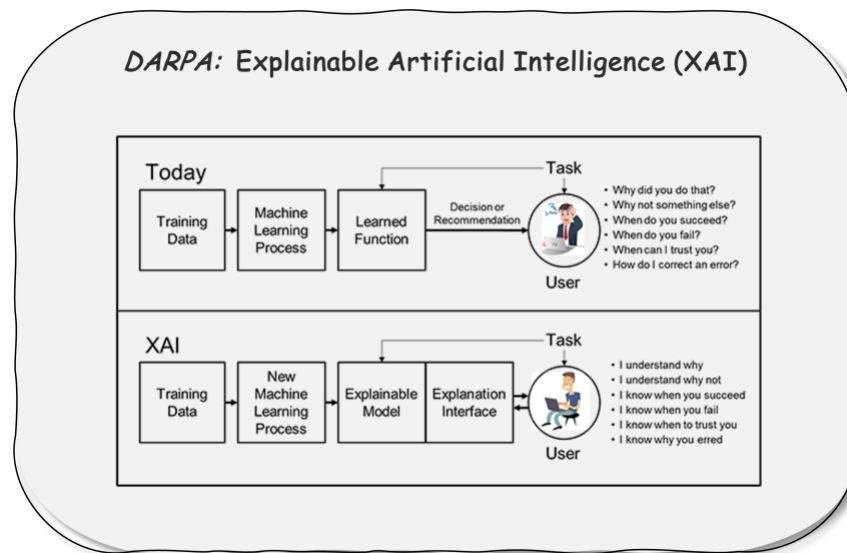 DARPA: Explainable Artificial Intelligence (XAI)
Today
Task
Training
Data
Machine
Learning
Process
Learned
Function
Decision or
Recommendation
User
• Why did you do that?
• Why not something else?
• When do you succeed?
• When do you fail?
• When can I trust you?
• How do I correct an error?
XAI
Task
Training
Data
New
Machine
Learning
Process
Explainable
Model
Explanation
Interface
User
• I understand why
• I understand why not
• I know when you succeed
• I know when you fail
• I know when to trust you
• I know why you erred